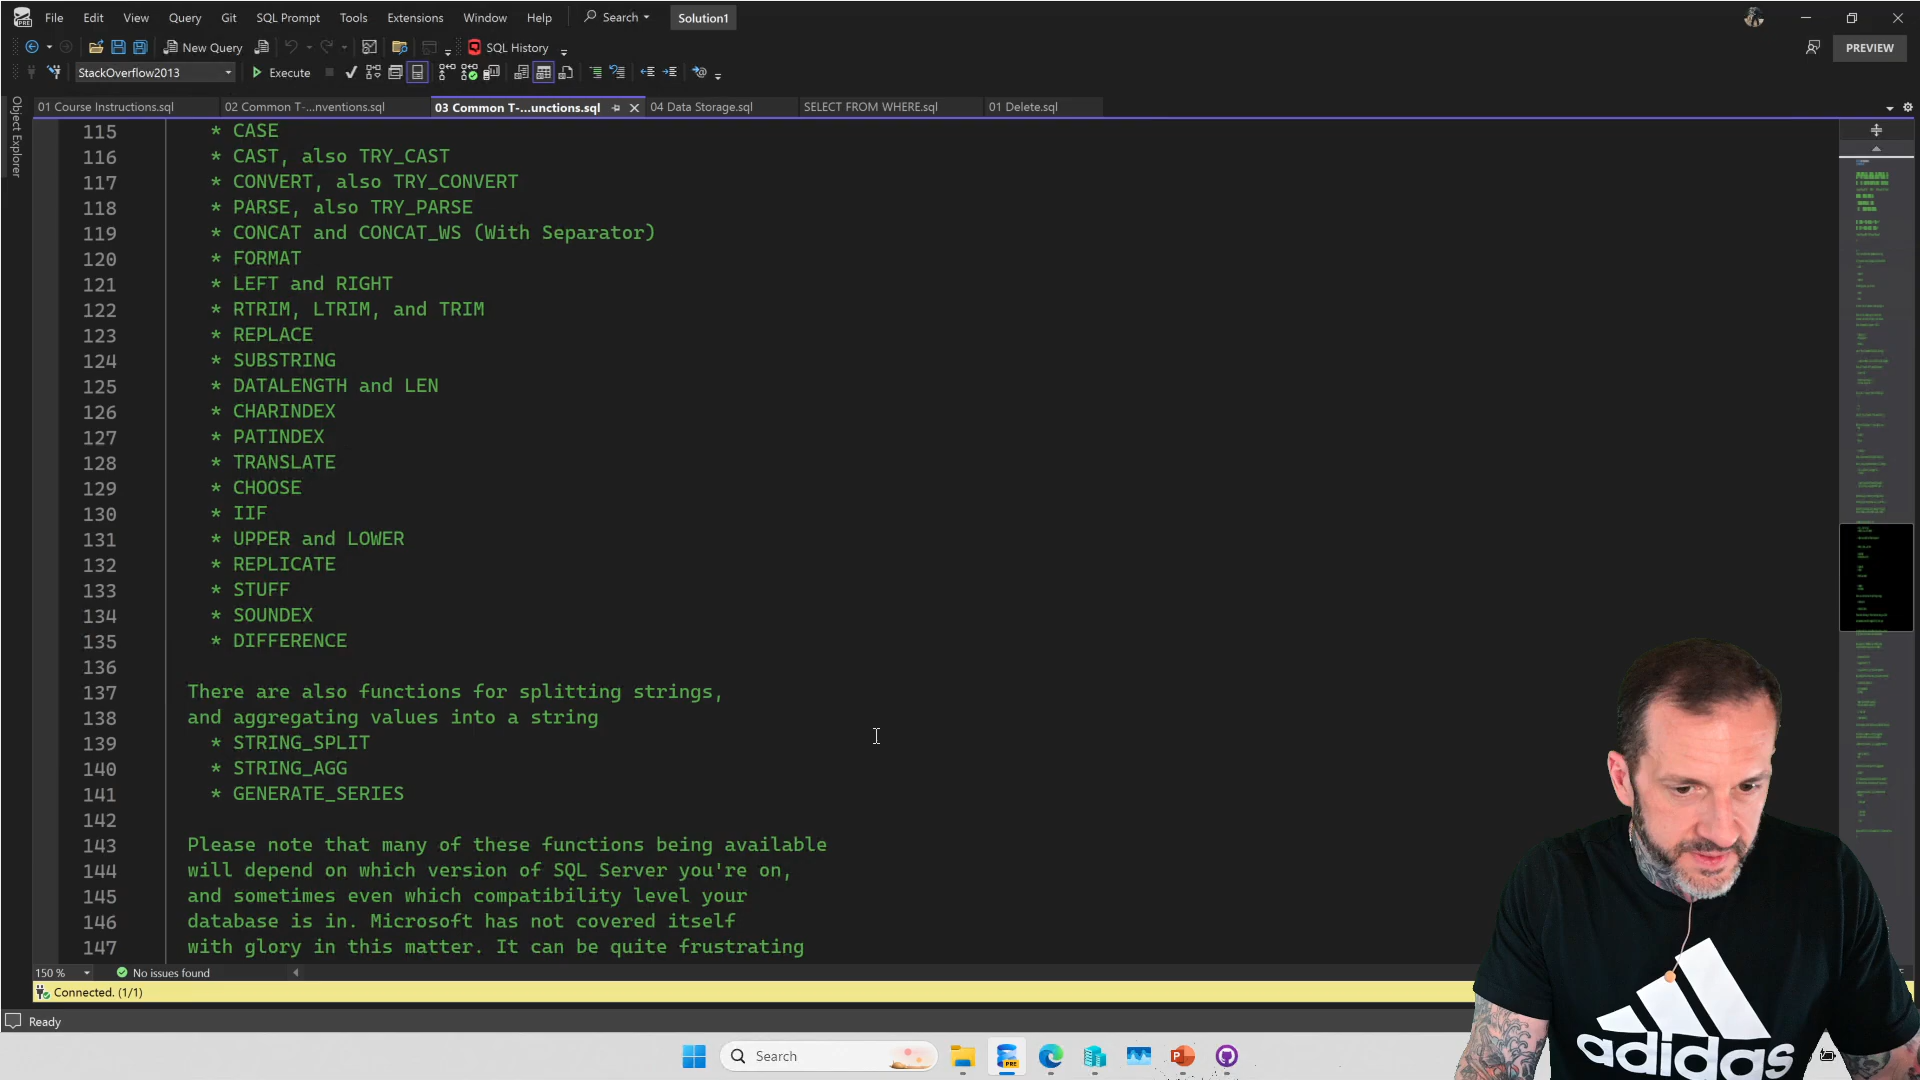 File Edit View Query Git SQL Prompt Tools Extensions Window Help Search Solution1
New Query SQL History PREVIEW
StackOverflow2013 Execute
01 Course Instructions.sql 02 Common T-...nventions.sql 03 Common T-...unctions.sql 04 Data Storage.sql SELECT FROM WHERE.sql 01 Delete.sql
Object Explorer
115 * CASE
116 * CAST, also TRY_CAST
117 * CONVERT, also TRY_CONVERT
118 * PARSE, also TRY_PARSE
119 * CONCAT and CONCAT_WS (With Separator)
120 * FORMAT
121 * LEFT and RIGHT
122 * RTRIM, LTRIM, and TRIM
123 * REPLACE
124 * SUBSTRING
125 * DATALENGTH and LEN
126 * CHARINDEX
127 * PATINDEX
128 * TRANSLATE
129 * CHOOSE
130 * IIF
131 * UPPER and LOWER
132 * REPLICATE
133 * STUFF
134 * SOUNDEX
135 * DIFFERENCE
136
137 There are also functions for splitting strings,
138 and aggregating values into a string
139 * STRING_SPLIT
140 * STRING_AGG
141 * GENERATE_SERIES
142
143 Please note that many of these functions being available
144 will depend on which version of SQL Server you're on,
145 and sometimes even which compatibility level your
146 database is in. Microsoft has not covered itself
147 with glory in this matter. It can be quite frustrating
150 % No issues found
Connected. (1/1)
Ready
Search
adidas